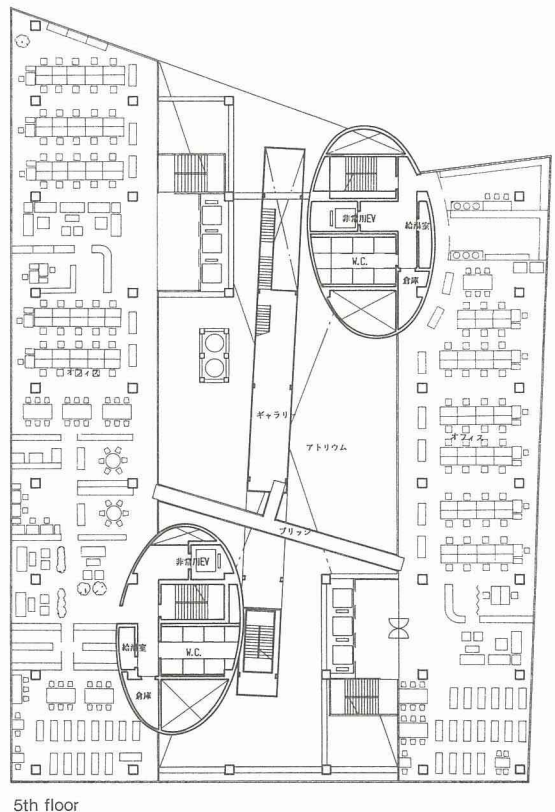 非常用EV
給湯室
W.C.
倉庫
オフィス
ギャラリー
アトリウム
オフィス
ブリッジ
非常用EV
給湯室
W.C.
倉庫
5th floor